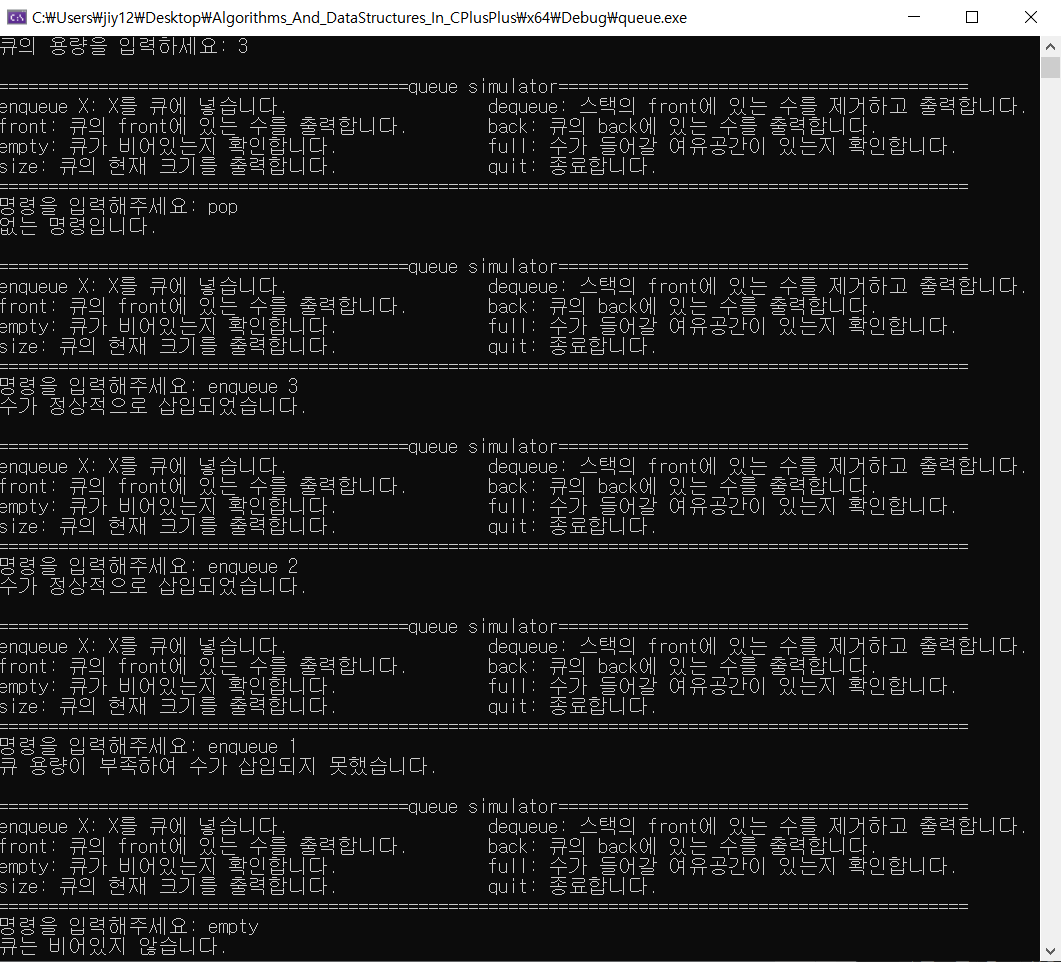 C:\Users\jiy12\Desktop\Algorithms_And_DataStructures_In_CPlusPlus\x64\Debug\queue.exe
큐의 용량을 입력하세요: 3
=========================================queue simulator=========================================
enqueue X: X를 큐에 넣습니다. dequeue: 스택의 front에 있는 수를 제거하고 출력합니다.
front: 큐의 front에 있는 수를 출력합니다. back: 큐의 back에 있는 수를 출력합니다.
empty: 큐가 비어있는지 확인합니다. full: 수가 들어갈 여유공간이 있는지 확인합니다.
size: 큐의 현재 크기를 출력합니다. quit: 종료합니다.
=================================================================================================
명령을 입력해주세요: pop
없는 명령입니다.
=========================================queue simulator=========================================
enqueue X: X를 큐에 넣습니다. dequeue: 스택의 front에 있는 수를 제거하고 출력합니다.
front: 큐의 front에 있는 수를 출력합니다. back: 큐의 back에 있는 수를 출력합니다.
empty: 큐가 비어있는지 확인합니다. full: 수가 들어갈 여유공간이 있는지 확인합니다.
size: 큐의 현재 크기를 출력합니다. quit: 종료합니다.
=================================================================================================
명령을 입력해주세요: enqueue 3
수가 정상적으로 삽입되었습니다.
=========================================queue simulator=========================================
enqueue X: X를 큐에 넣습니다. dequeue: 스택의 front에 있는 수를 제거하고 출력합니다.
front: 큐의 front에 있는 수를 출력합니다. back: 큐의 back에 있는 수를 출력합니다.
empty: 큐가 비어있는지 확인합니다. full: 수가 들어갈 여유공간이 있는지 확인합니다.
size: 큐의 현재 크기를 출력합니다. quit: 종료합니다.
=================================================================================================
명령을 입력해주세요: enqueue 2
수가 정상적으로 삽입되었습니다.
=========================================queue simulator=========================================
enqueue X: X를 큐에 넣습니다. dequeue: 스택의 front에 있는 수를 제거하고 출력합니다.
front: 큐의 front에 있는 수를 출력합니다. back: 큐의 back에 있는 수를 출력합니다.
empty: 큐가 비어있는지 확인합니다. full: 수가 들어갈 여유공간이 있는지 확인합니다.
size: 큐의 현재 크기를 출력합니다. quit: 종료합니다.
=================================================================================================
명령을 입력해주세요: enqueue 1
큐 용량이 부족하여 수가 삽입되지 못했습니다.
=========================================queue simulator=========================================
enqueue X: X를 큐에 넣습니다. dequeue: 스택의 front에 있는 수를 제거하고 출력합니다.
front: 큐의 front에 있는 수를 출력합니다. back: 큐의 back에 있는 수를 출력합니다.
empty: 큐가 비어있는지 확인합니다. full: 수가 들어갈 여유공간이 있는지 확인합니다.
size: 큐의 현재 크기를 출력합니다. quit: 종료합니다.
=================================================================================================
명령을 입력해주세요: empty
큐는 비어있지 않습니다.